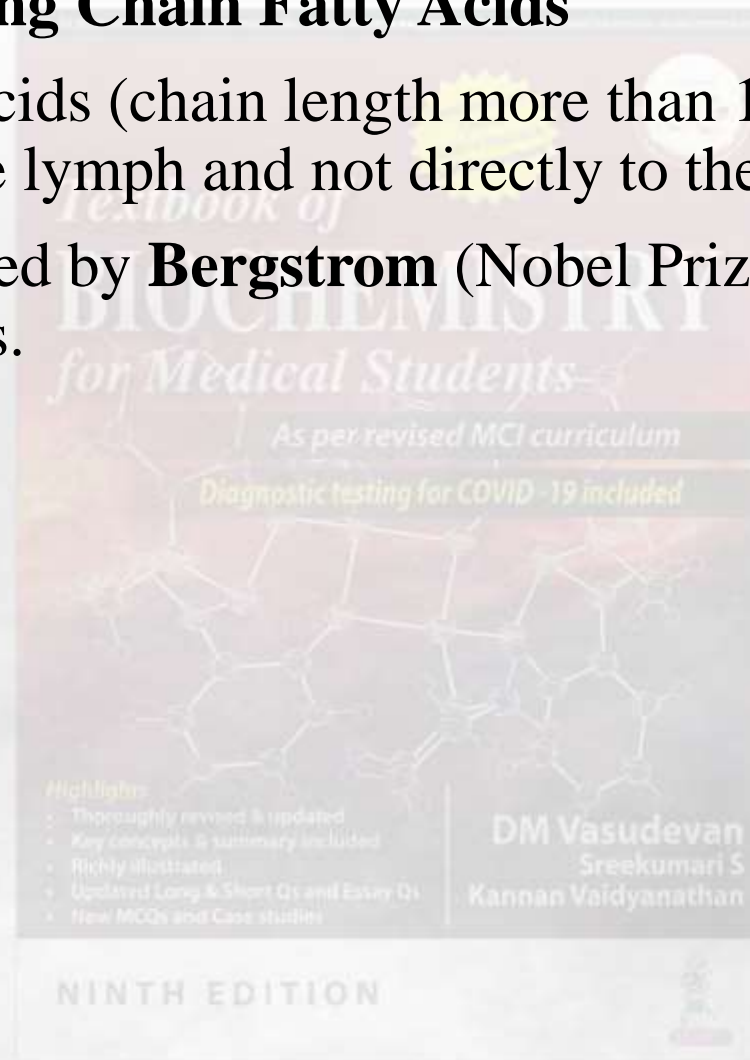 ng Chain Fatty Acids
cids (chain length more than 1
e lymph and not directly to the
ed by Bergstrom (Nobel Priz
s.
Textbook of
BIOCHEMISTRY
for Medical Students
As per revised MCI curriculum
Diagnostic testing for COVID -19 included
Highlights
• Thoroughly revised & updated
• Key concepts & summary included
• Richly illustrated
• Updated Long & Short Qs and Essay Qs
• New MCQs and Case studies
DM Vasudevan
Sreekumari S
Kannan Vaidyanathan
NINTH EDITION